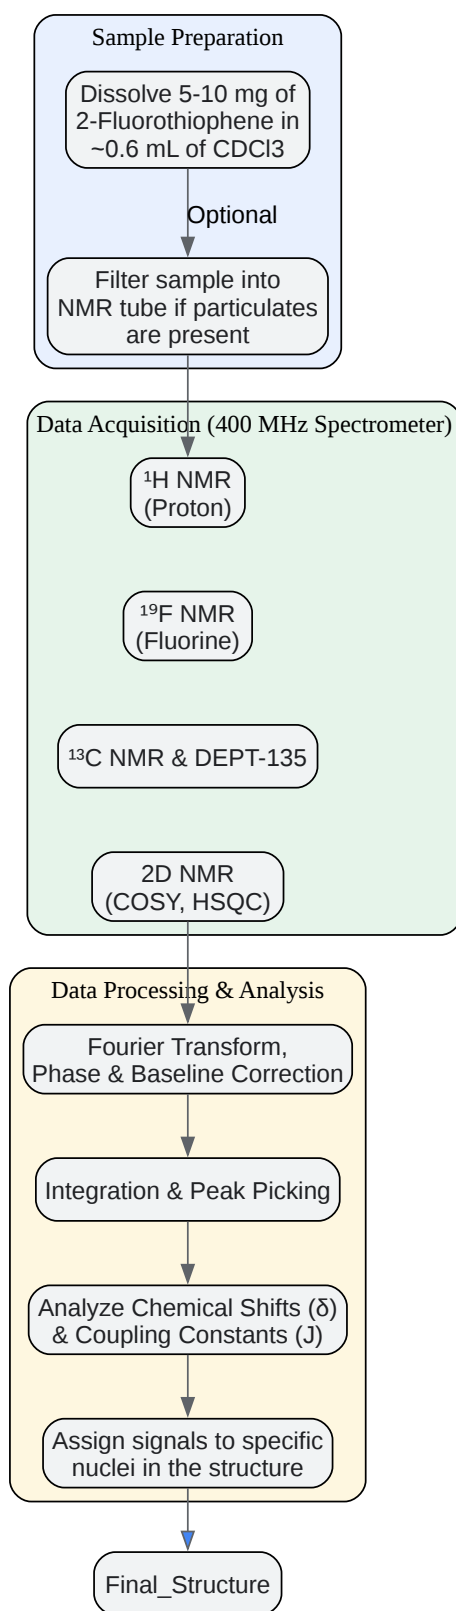 Sample Preparation
Dissolve 5-10 mg of
2-Fluorothiophene in
~0.6 mL of CDCl3
Optional
Filter sample into
NMR tube if particulates
are present
Data Acquisition (400 MHz Spectrometer)
¹H NMR
(Proton)
¹⁹F NMR
(Fluorine)
¹³C NMR & DEPT-135
2D NMR
(COSY, HSQC)
Data Processing & Analysis
Fourier Transform,
Phase & Baseline Correction
Integration & Peak Picking
Analyze Chemical Shifts (δ)
& Coupling Constants (J)
Assign signals to specific
nuclei in the structure
Final_Structure